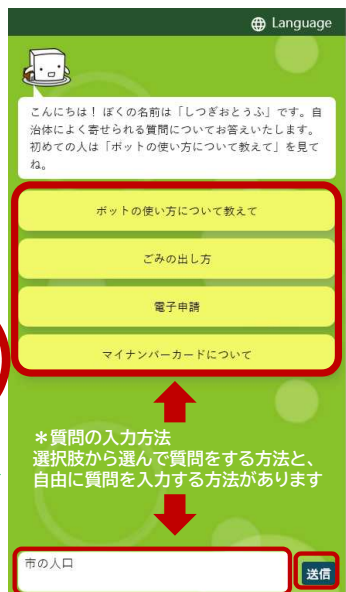 Language
こんにちは！ぼくの名前は「しつぎおとうふ」です。自
治体によく寄せられる質問についてお答えいたします。
初めての人は「ボットの使い方について教えて」を見て
ね。
ボットの使い方について教えて
ごみの出し方
電子申請
マイナンバーカードについて
＊質問の入力方法
選択肢から選んで質問をする方法と、
自由に質問を入力する方法があります
市の人口
送信